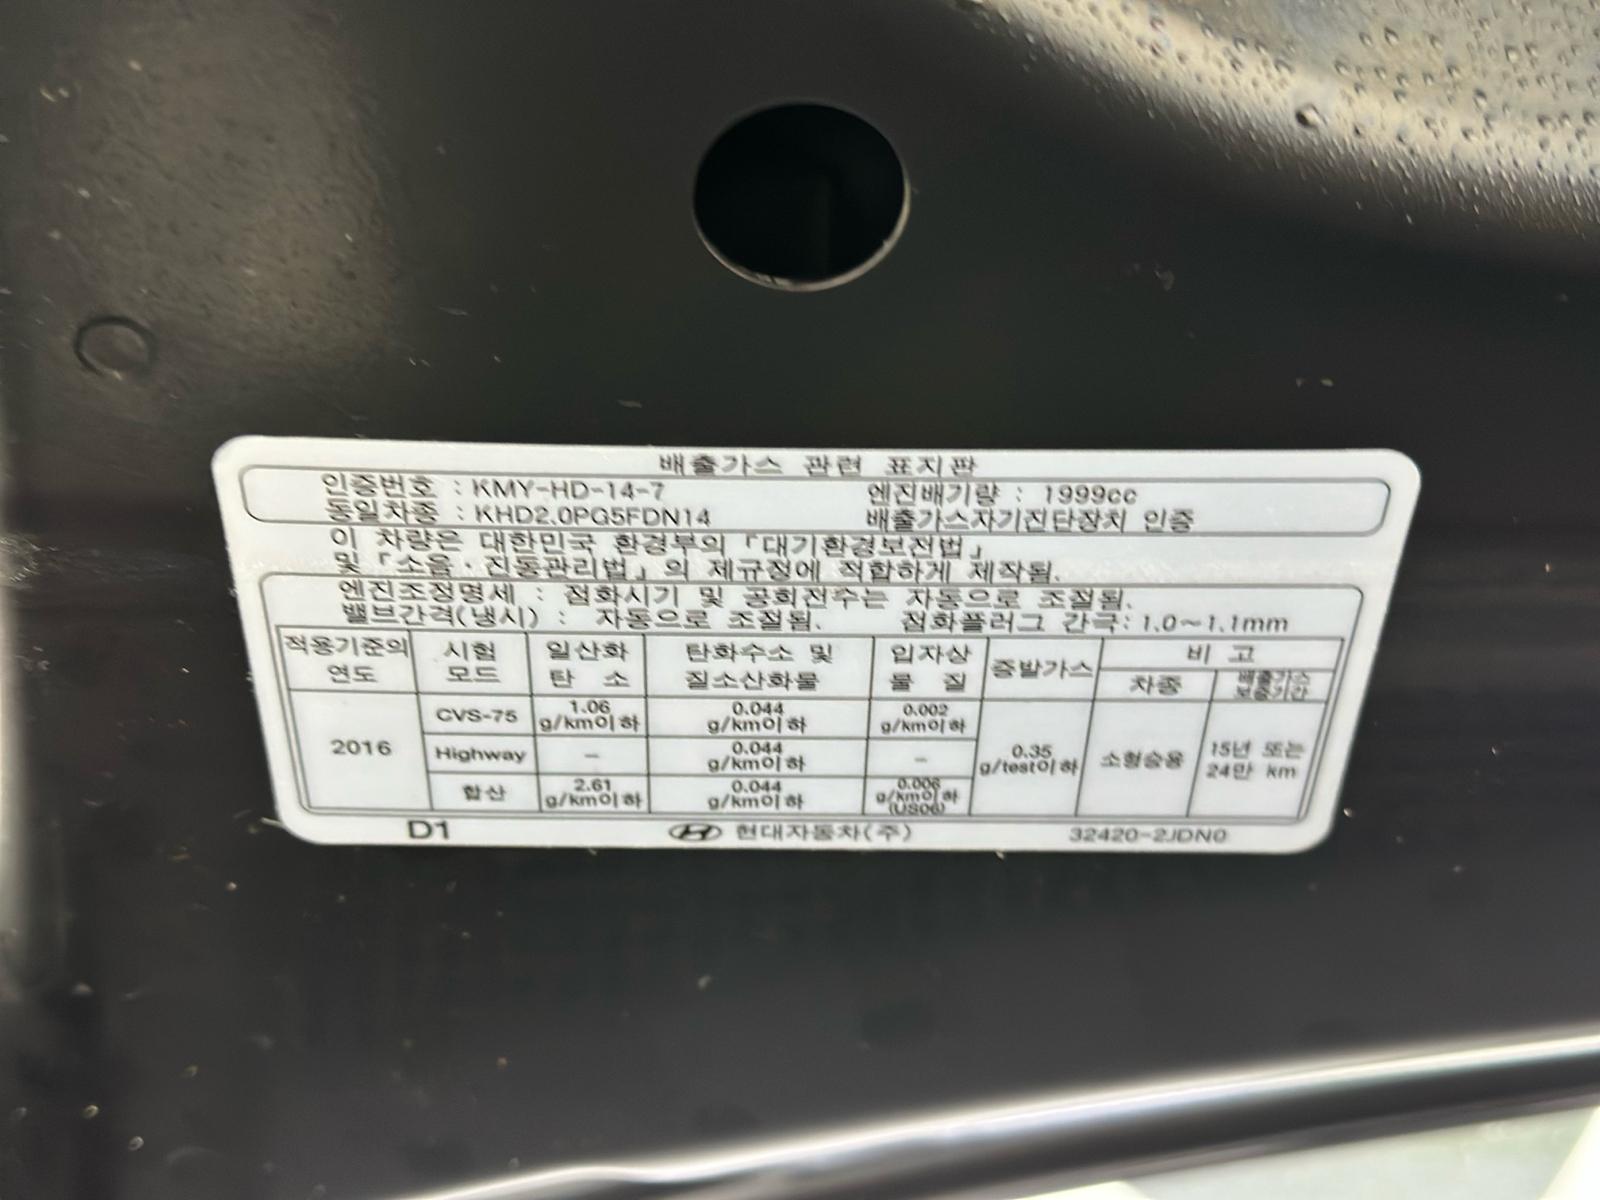 배출가스 관련 표지판
인증번호 : KMY-HD-14-7 엔진배기량 : 1999cc
동일차종 : KHD2.0PG5FDN14 배출가스자기진단장치 인증
이 차량은 대한민국 환경부의 「대기환경보전법」
및 「소음·진동관리법」의 제규정에 적합하게 제작됨.
엔진조정명세 : 점화시기 및 공회전수는 자동으로 조절됨.
밸브간격(냉시) : 자동으로 조절됨. 점화플러그 간극: 1.0~1.1mm
적용기준의 연도 시험 모드 일산화 탄 소 탄화수소 및 질소산화물 입자상 물 질 증발가스 비 고
차종 배출가스 보증기간
2016 CVS-75 1.06 g/km이하 0.044 g/km이하 0.002 g/km이하 0.35 g/test이하 소형승용 15년 또는 24만 km
Highway - 0.044 g/km이하 -
합산 2.61 g/km이하 0.044 g/km이하 0.006 g/km이하 (US06)
D1 현대자동차(주) 32420-2JDN0